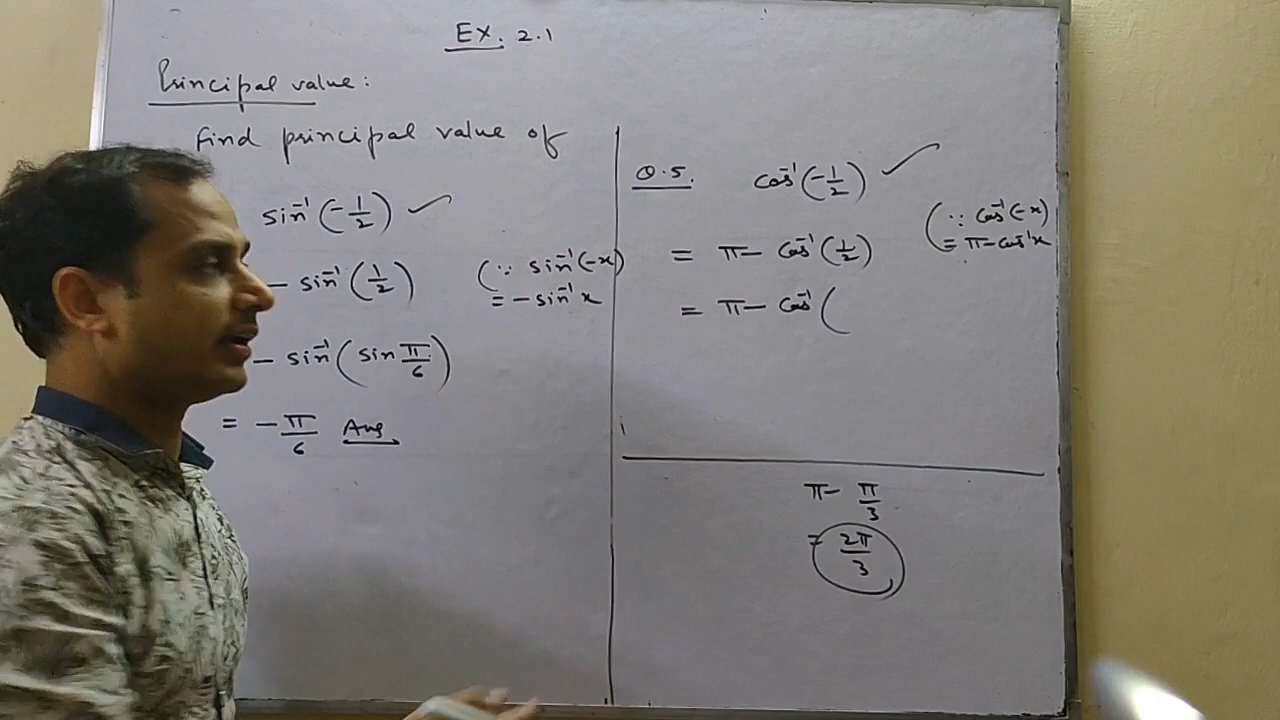 EX. 2.1
Principal value:
Find principal value of
sin⁻¹(-1/2) ✓
- sin⁻¹(1/2) (∵ sin⁻¹(-x)
= -sin⁻¹x
- sin⁻¹(sin π/6)
= - π/6 Ans
Q.5. cos⁻¹(-1/2) ✓
(∵ cos⁻¹(-x)
= π - cos⁻¹x
= π - cos⁻¹(1/2)
= π - cos⁻¹(
π - π/3
= 2π/3